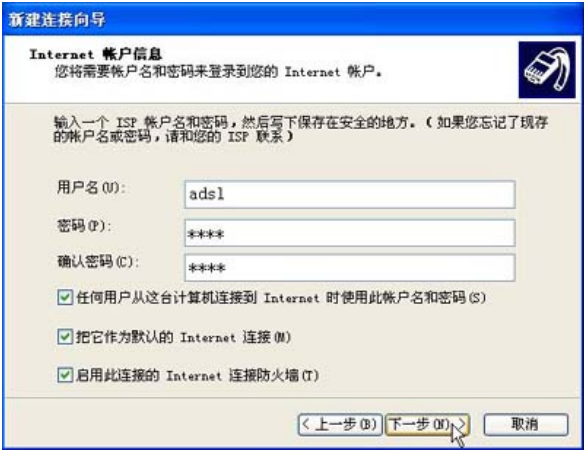 新建连接向导
Internet 帐户信息
您将需要帐户名和密码来登录到您的 Internet 帐户。
输入一个 ISP 帐户名和密码，然后写下保存在安全的地方。（如果您忘记了现存
的帐户名或密码，请和您的 ISP 联系）
用户名(U):
adsl
密码(P):
****
确认密码(C):
****
任何用户从这台计算机连接到 Internet 时使用此帐户名和密码(S)
把它作为默认的 Internet 连接(M)
启用此连接的 Internet 连接防火墙(T)
< 上一步(B) 下一步(N) > 取消